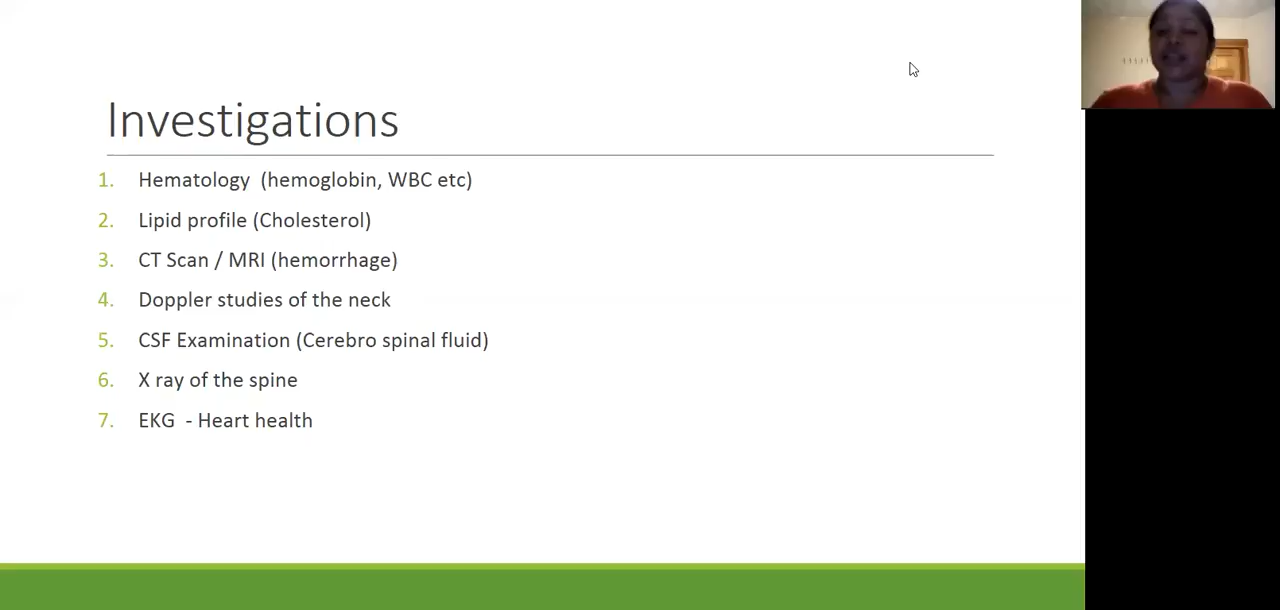 Investigations
1. Hematology (hemoglobin, WBC etc)
2. Lipid profile (Cholesterol)
3. CT Scan / MRI (hemorrhage)
4. Doppler studies of the neck
5. CSF Examination (Cerebro spinal fluid)
6. X ray of the spine
7. EKG - Heart health